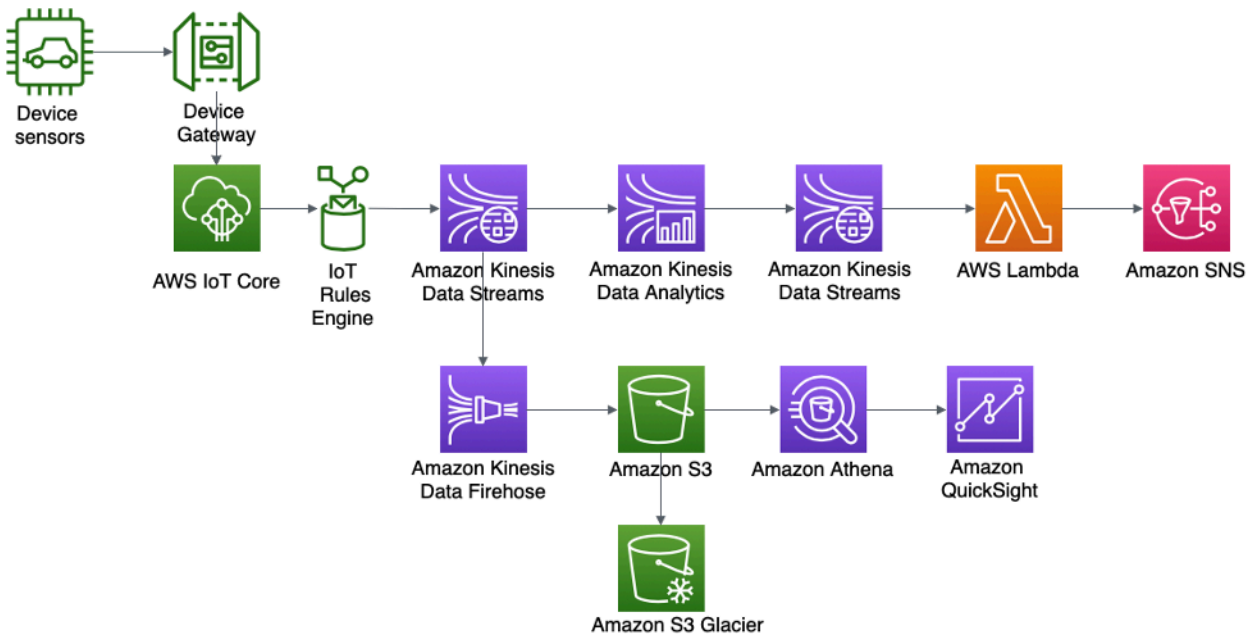 Device
sensors
Device
Gateway
AWS IoT Core
IoT
Rules
Engine
Amazon Kinesis
Data Streams
Amazon Kinesis
Data Analytics
Amazon Kinesis
Data Streams
AWS Lambda
Amazon SNS
Amazon Kinesis
Data Firehose
Amazon S3
Amazon Athena
Amazon
QuickSight
Amazon S3 Glacier